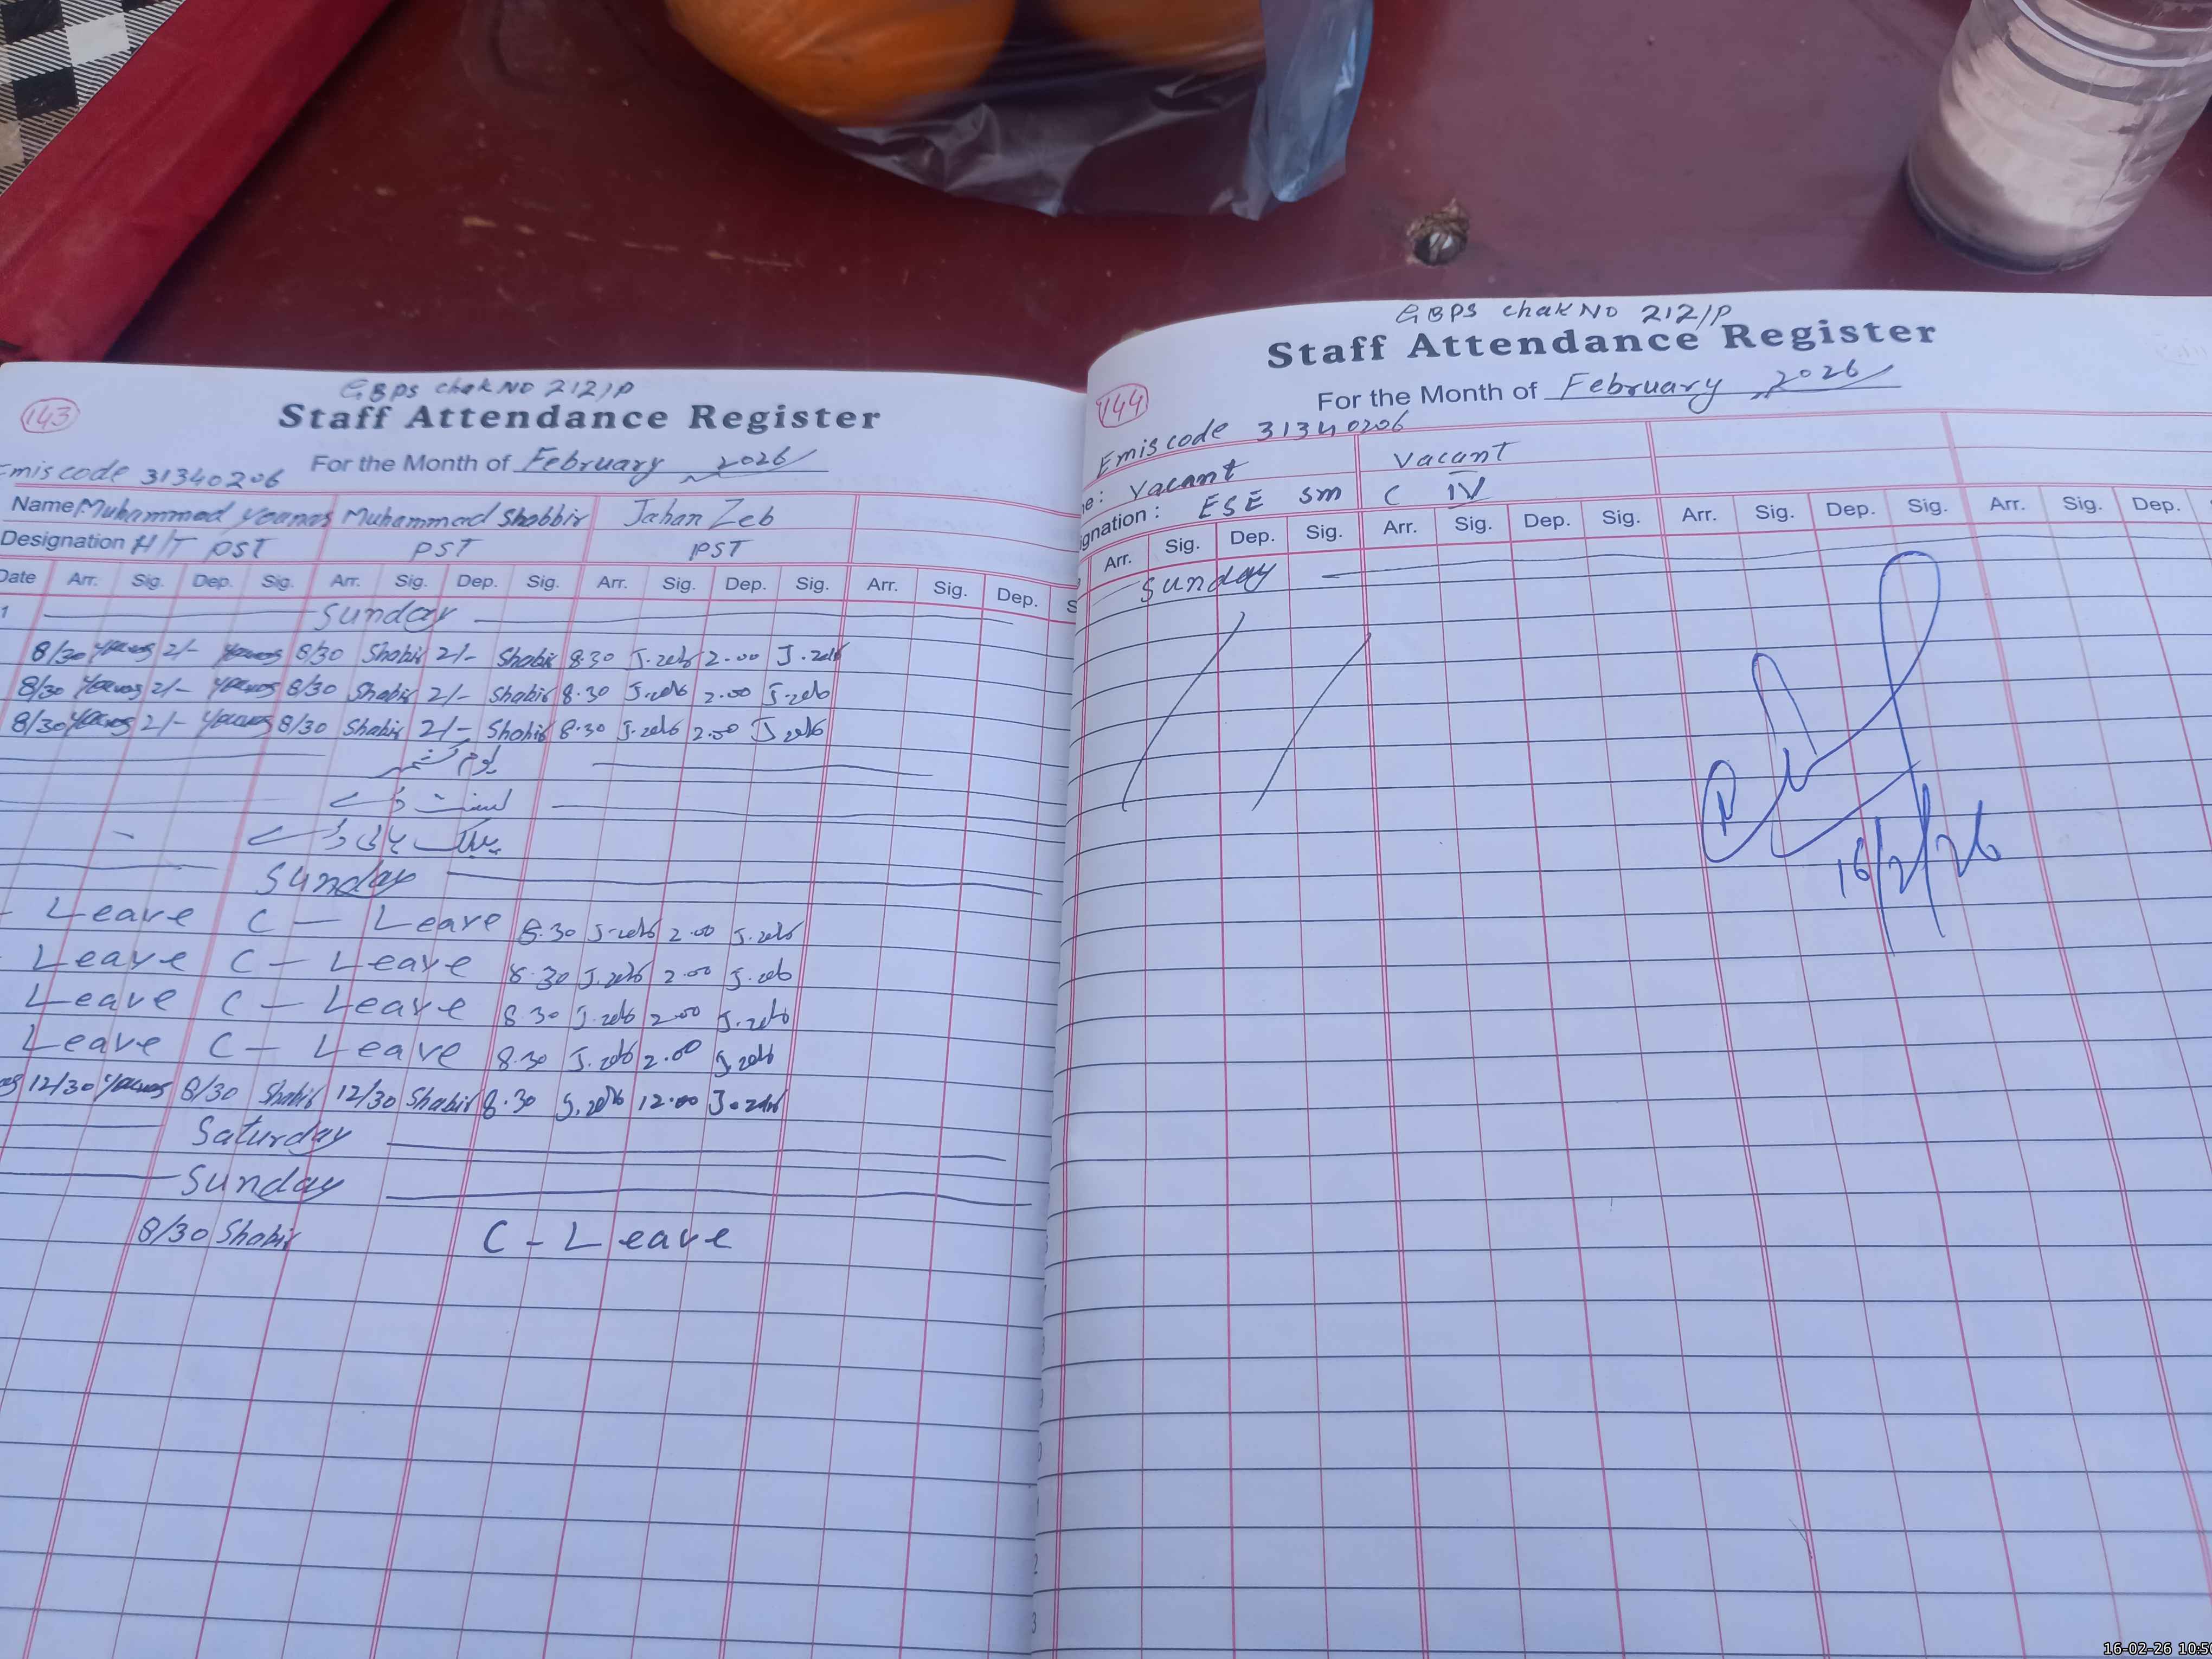 GBPS chak NO 212/P
143
Staff Attendance Register
For the Month of February 2026
Emis code 31340206
Name Muhammad Younas Muhammad Shabbir Jahan Zeb
Designation H/T PST PST PST
Date Arr. Sig. Dep. Sig. Arr. Sig. Dep. Sig. Arr. Sig. Dep. Sig. Arr. Sig. Dep. S
1 Sunday
8/30 Younas 2/- Younas 8/30 Shabir 2/- Shabir 8.30 J.zeb 2.00 J.zeb
8/30 Younas 2/- Younas 8/30 Shabir 2/- Shabir 8.30 J.zeb 2.00 J.zeb
8/30 Younas 2/- Younas 8/30 Shabir 2/- Shabir 8.30 J.zeb 2.00 J zeb
یوم کشمیر
بسنت ڈے
پبلک ہالی ڈے
Sunday
- Leave C - Leave 8.30 J.zeb 2.00 J.zeb
Leave C - Leave 8.30 J.zeb 2.00 J.zeb
Leave C - Leave 8.30 J.zeb 2.00 J.zeb
Leave C - Leave 8.30 J.zeb 2.00 J.zeb
12/30 Younas 8/30 Shabir 12/30 Shabir 8.30 J.zeb 12.00 J.zeb
Saturday
Sunday
8/30 Shabir C - Leave
GBPS chak NO 212/P
144
Staff Attendance Register
For the Month of February 2026
Emis code 31340206
e: Vacant Vacant
ignation : ESE SM C IV
Arr. Sig. Dep. Sig. Arr. Sig. Dep. Sig. Arr. Sig. Dep. Sig. Arr. Sig. Dep.
Sunday
16/2/26
16-02-26 10:5